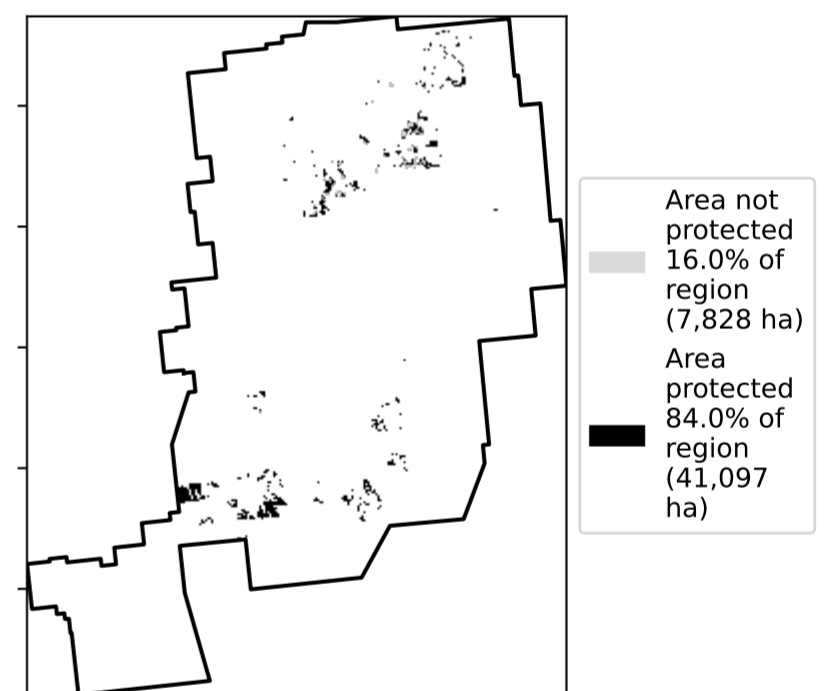 Area not
protected
16.0% of
region
(7,828 ha)
Area
protected
84.0% of
region
(41,097
ha)